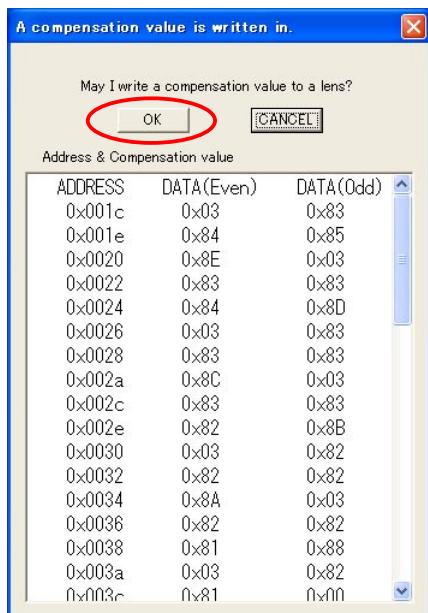 A compensation value is written in.
May I write a compensation value to a lens?
OK CANCEL
Address & Compensation value
ADDRESS DATA(Even) DATA(Odd)
0x001c 0x03 0x83
0x001e 0x84 0x85
0x0020 0x8E 0x03
0x0022 0x83 0x83
0x0024 0x84 0x8D
0x0026 0x03 0x83
0x0028 0x83 0x83
0x002a 0x8C 0x03
0x002c 0x83 0x83
0x002e 0x82 0x8B
0x0030 0x03 0x82
0x0032 0x82 0x82
0x0034 0x8A 0x03
0x0036 0x82 0x82
0x0038 0x81 0x88
0x003a 0x03 0x82
0x003c 0x81 0x00